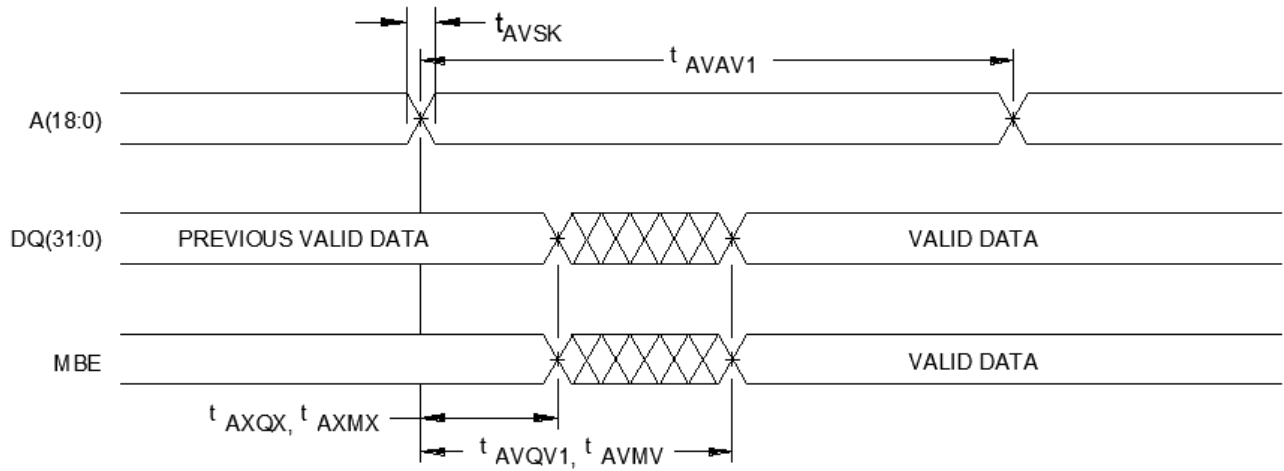 tAVSK
t AVAV1
A(18:0)
DQ(31:0) PREVIOUS VALID DATA VALID DATA
MBE VALID DATA
t AXQX, t AXMX
t AVQV1, t AVMV